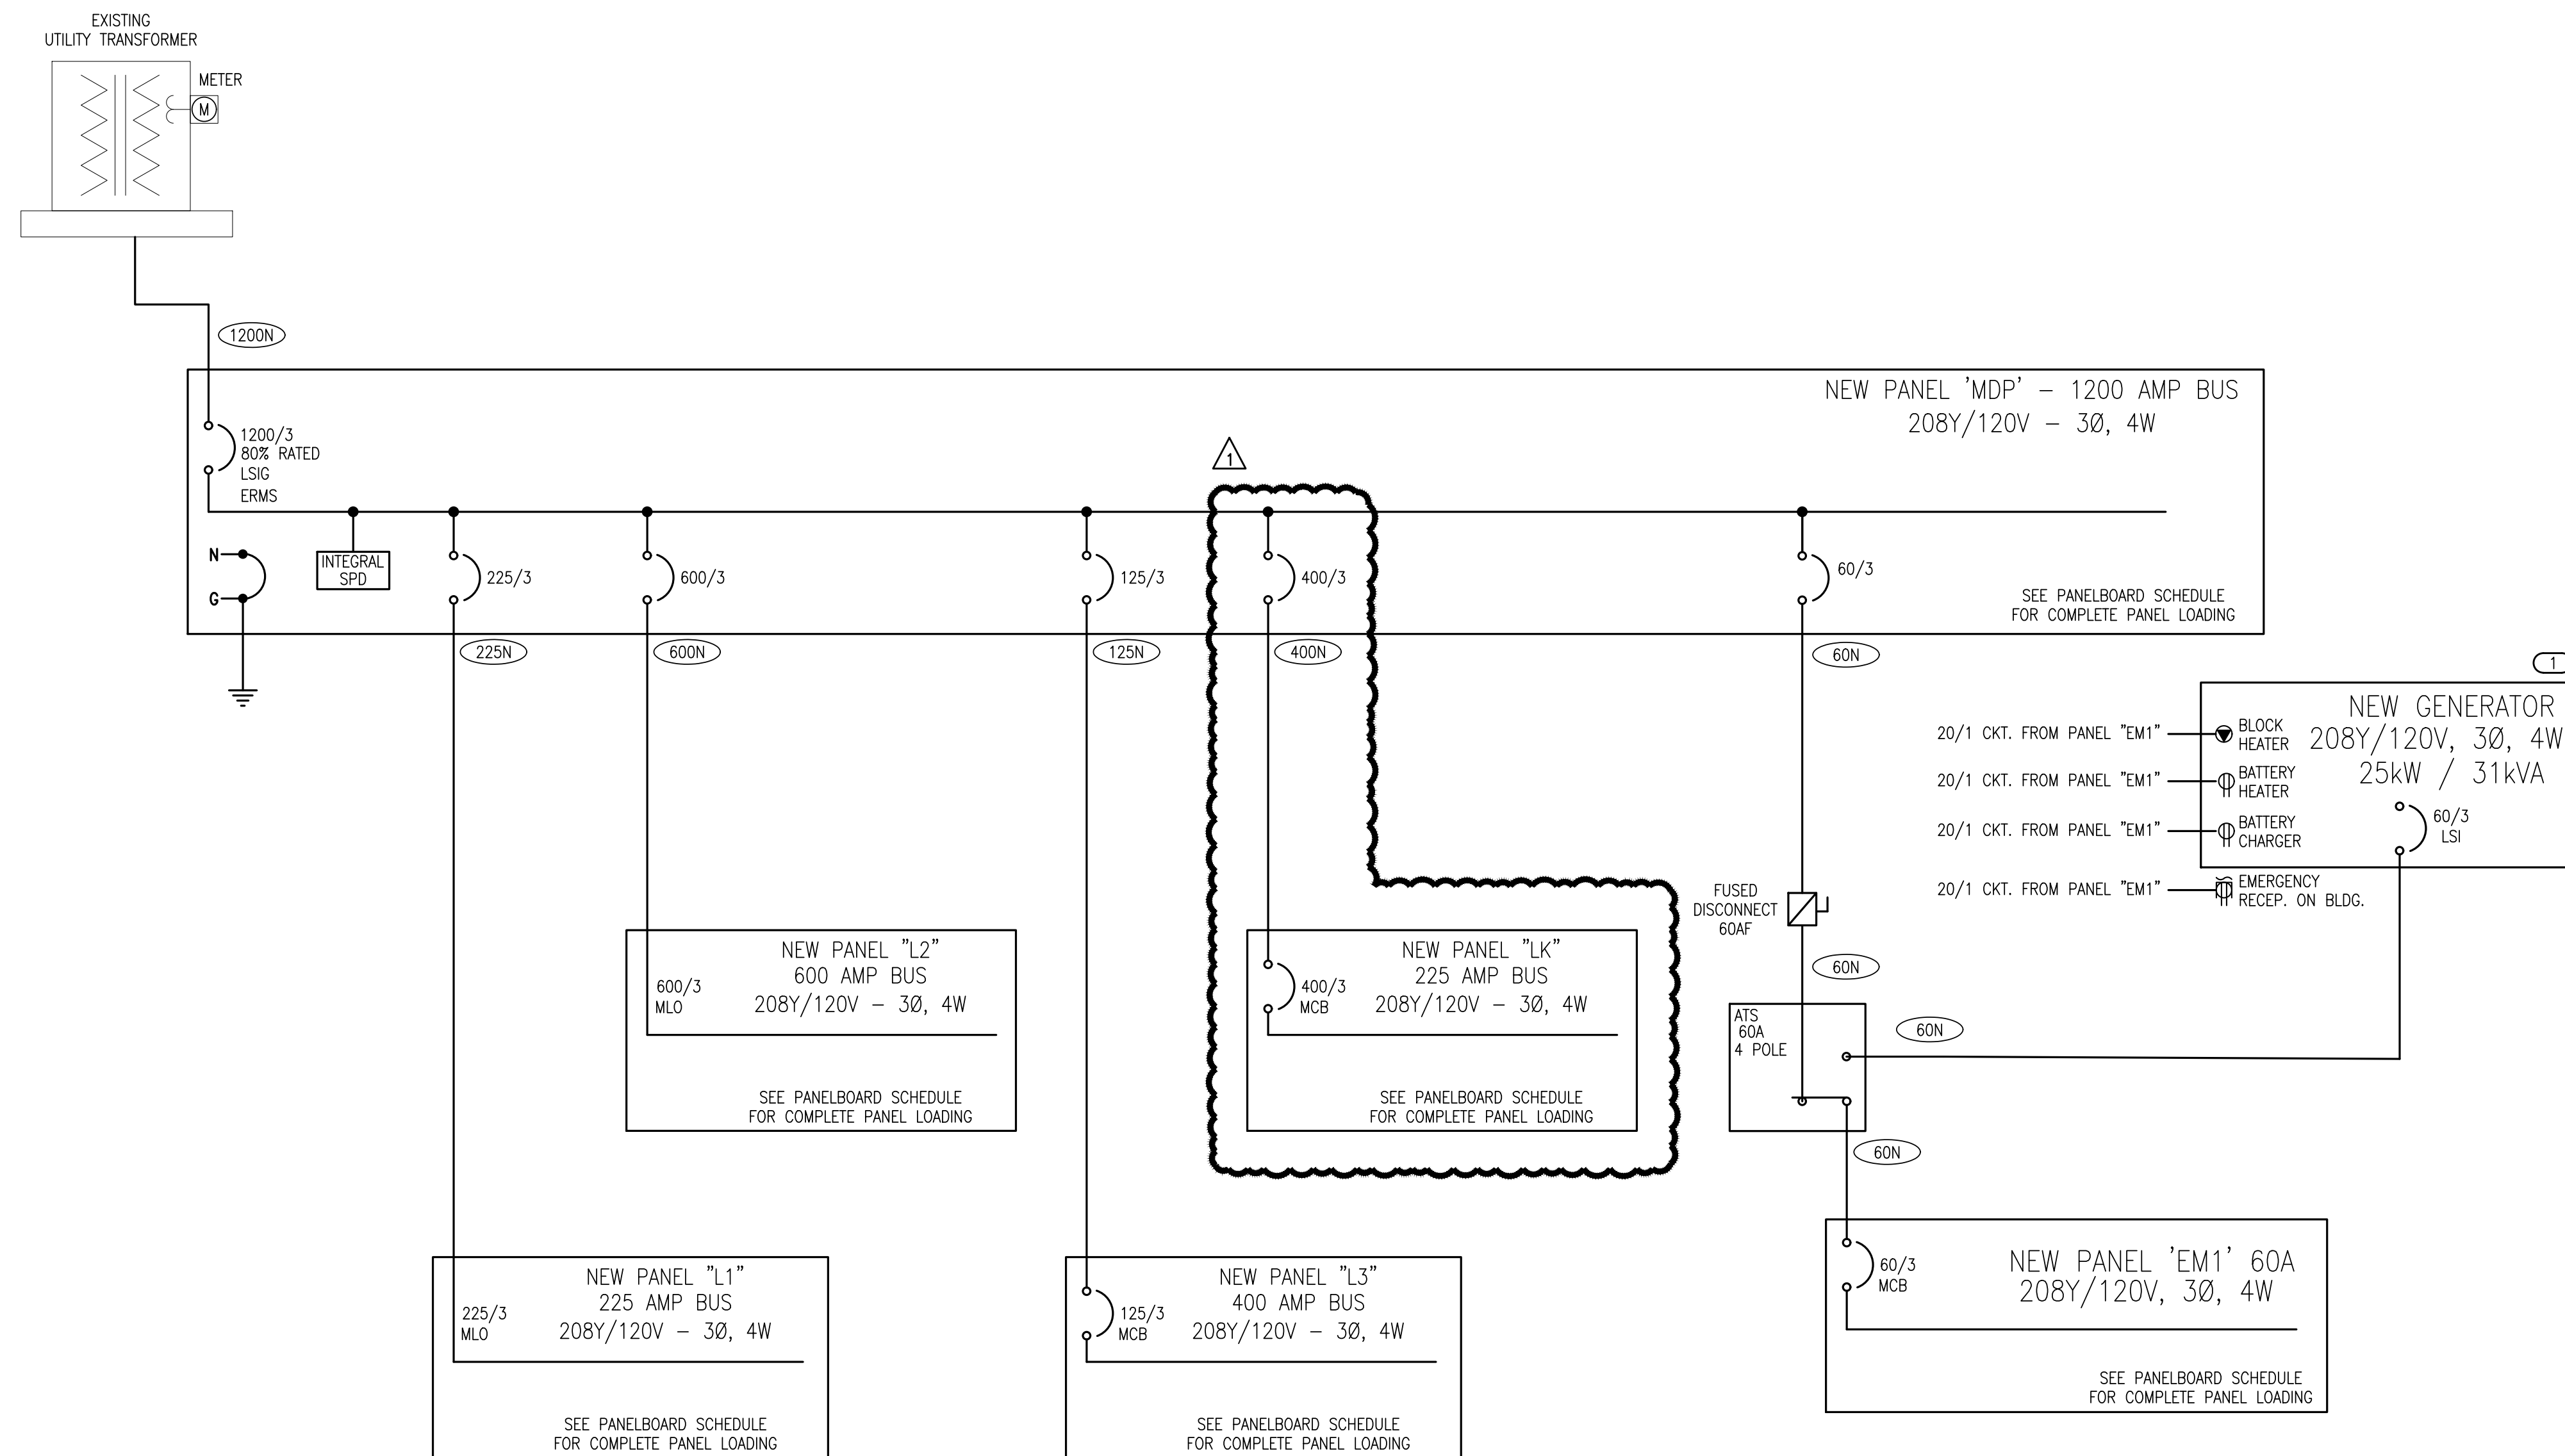 EXISTING
UTILITY TRANSFORMER
METER
M
1200N
NEW PANEL 'MDP' – 1200 AMP BUS
208Y/120V – 3Ø, 4W
1200/3
80% RATED
LSIG
ERMS
1
N
G
INTEGRAL
SPD
225/3
600/3
125/3
400/3
60/3
SEE PANELBOARD SCHEDULE
FOR COMPLETE PANEL LOADING
225N
600N
125N
400N
60N
1
NEW GENERATOR
208Y/120V, 3Ø, 4W
25kW / 31kVA
20/1 CKT. FROM PANEL "EM1"
BLOCK
HEATER
20/1 CKT. FROM PANEL "EM1"
BATTERY
HEATER
20/1 CKT. FROM PANEL "EM1"
BATTERY
CHARGER
60/3
LSI
20/1 CKT. FROM PANEL "EM1"
EMERGENCY
RECEP. ON BLDG.
FUSED
DISCONNECT
60AF
60N
NEW PANEL "L2"
600 AMP BUS
208Y/120V – 3Ø, 4W
600/3
MLO
SEE PANELBOARD SCHEDULE
FOR COMPLETE PANEL LOADING
NEW PANEL "LK"
225 AMP BUS
208Y/120V – 3Ø, 4W
400/3
MCB
SEE PANELBOARD SCHEDULE
FOR COMPLETE PANEL LOADING
ATS
60A
4 POLE
60N
60N
NEW PANEL "L1"
225 AMP BUS
208Y/120V – 3Ø, 4W
225/3
MLO
SEE PANELBOARD SCHEDULE
FOR COMPLETE PANEL LOADING
NEW PANEL "L3"
400 AMP BUS
208Y/120V – 3Ø, 4W
125/3
MCB
SEE PANELBOARD SCHEDULE
FOR COMPLETE PANEL LOADING
NEW PANEL 'EM1' 60A
208Y/120V, 3Ø, 4W
60/3
MCB
SEE PANELBOARD SCHEDULE
FOR COMPLETE PANEL LOADING